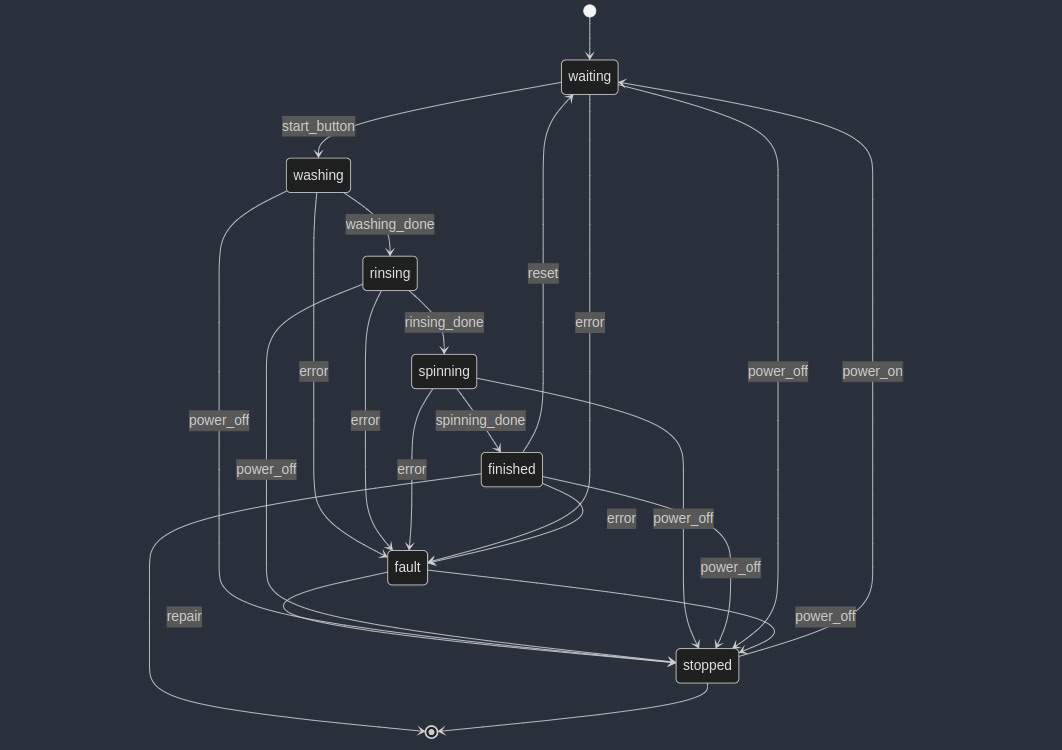 waiting
start_button
washing
washing_done
rinsing
reset
rinsing_done
error
spinning
error
power_off
power_on
power_off
error
spinning_done
power_off
error
finished
error
power_off
fault
power_off
repair
power_off
stopped